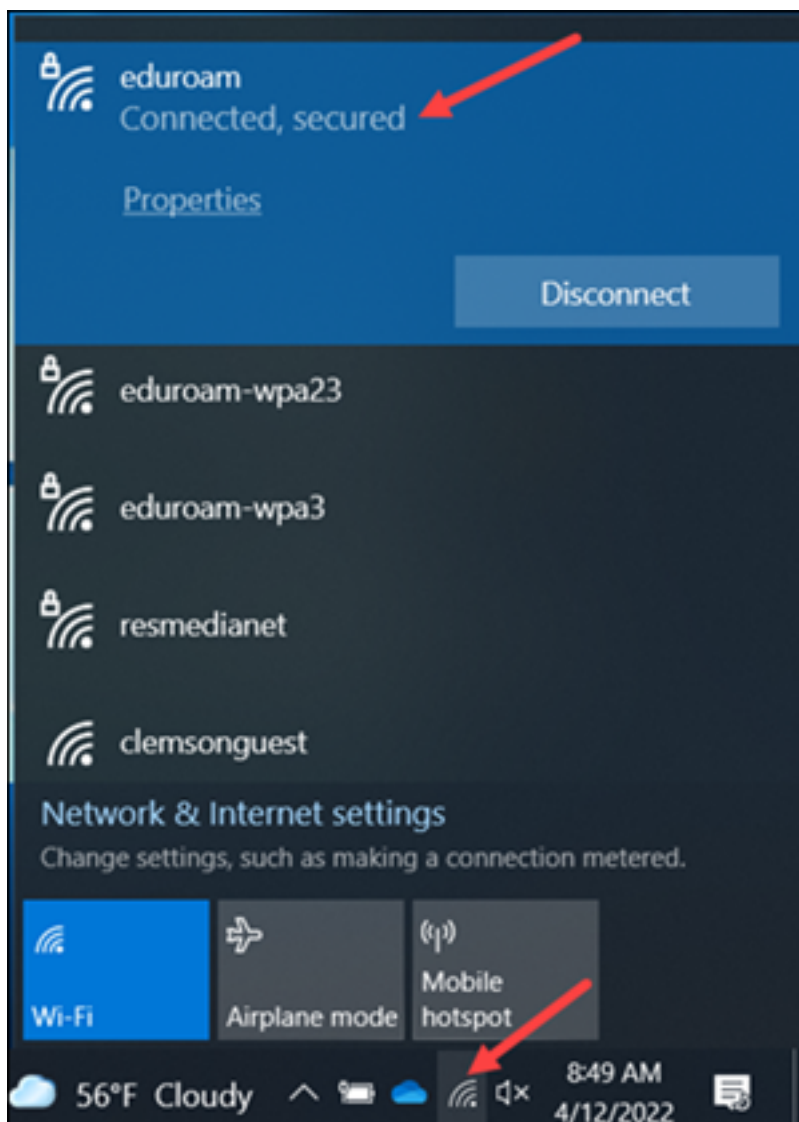 eduroam
Connected, secured
Properties
Disconnect
eduroam-wpa23
eduroam-wpa3
resmedianet
clemsonguest
Network & Internet settings
Change settings, such as making a connection metered.
Wi-Fi
Airplane mode
Mobile
hotspot
56°F Cloudy
8:49 AM
4/12/2022